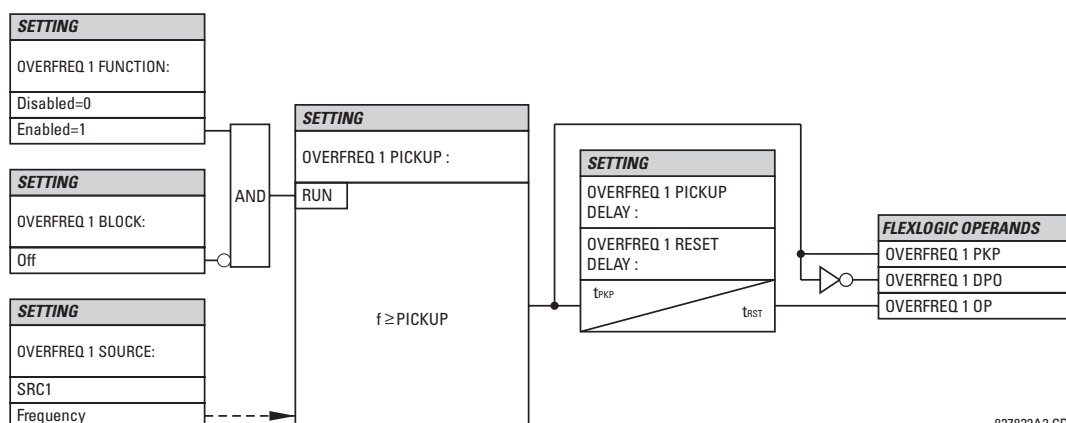 SETTING
OVERFREQ 1 FUNCTION:
Disabled=0
Enabled=1
SETTING
OVERFREQ 1 BLOCK:
Off
SETTING
OVERFREQ 1 SOURCE:
SRC1
Frequency
AND
SETTING
OVERFREQ 1 PICKUP :
RUN
f ≥ PICKUP
SETTING
OVERFREQ 1 PICKUP
DELAY :
OVERFREQ 1 RESET
DELAY :
tPKP
tRST
FLEXLOGIC OPERANDS
OVERFREQ 1 PKP
OVERFREQ 1 DPO
OVERFREQ 1 OP